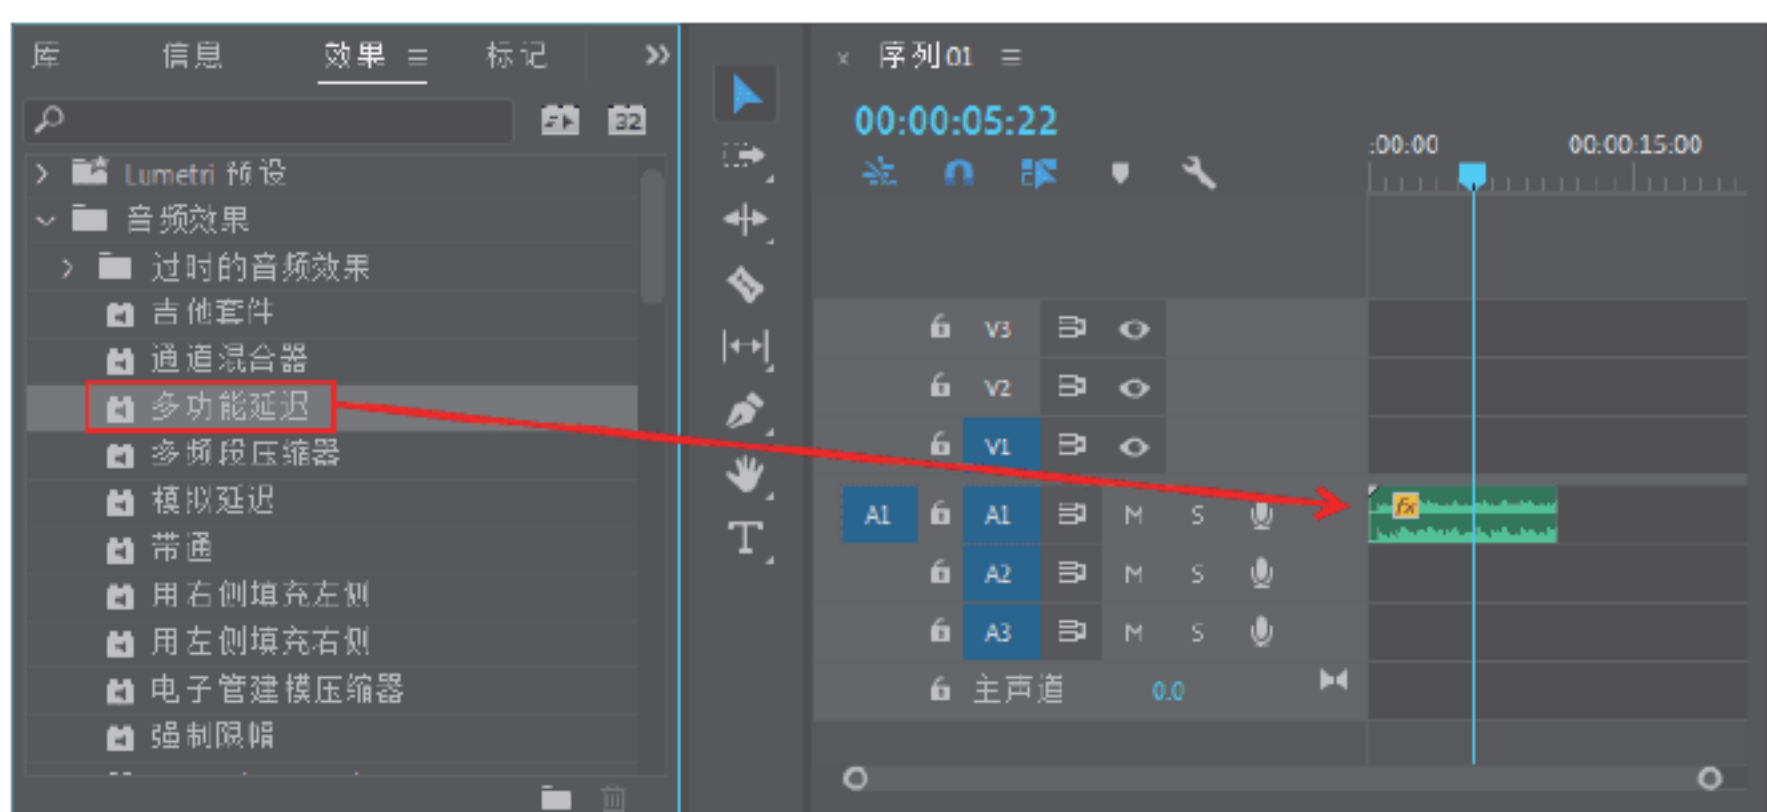 库 信息 效果 标记
32
Lumetri 预设
音频效果
过时的音频效果
吉他套件
通道混合器
多功能延迟
多频段压缩器
模拟延迟
带通
用右侧填充左侧
用左侧填充右侧
电子管建模压缩器
强制限幅
T
× 序列01
00:00:05:22
:00:00 00:00:15:00
V3
V2
V1
A1 A1 M S
fx
A2 M S
A3 M S
主声道 0.0